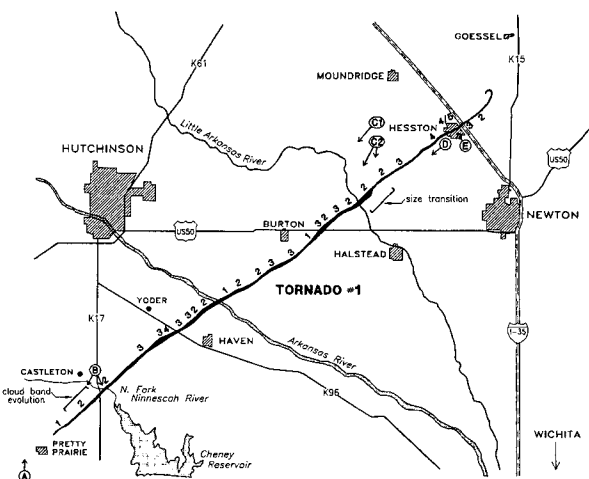 GOESSEL
K15
K61
MOUNDRIDGE
C1
C2
HESSTON
D
E
Little Arkansas River
HUTCHINSON
US50
US50
size transition
NEWTON
BURTON
HALSTEAD
TORNADO #1
YODER
K17
HAVEN
Arkansas River
I-35
CASTLETON
B
cloud band
evolution
N. Fork
Ninnescah River
K96
PRETTY
PRAIRIE
Cheney
Reservoir
WICHITA
A
1 2 2 3 3 4 3 3 2 2 1 2 2 3 3 1 3 2 3 2 2 2 3 4 5 3 2